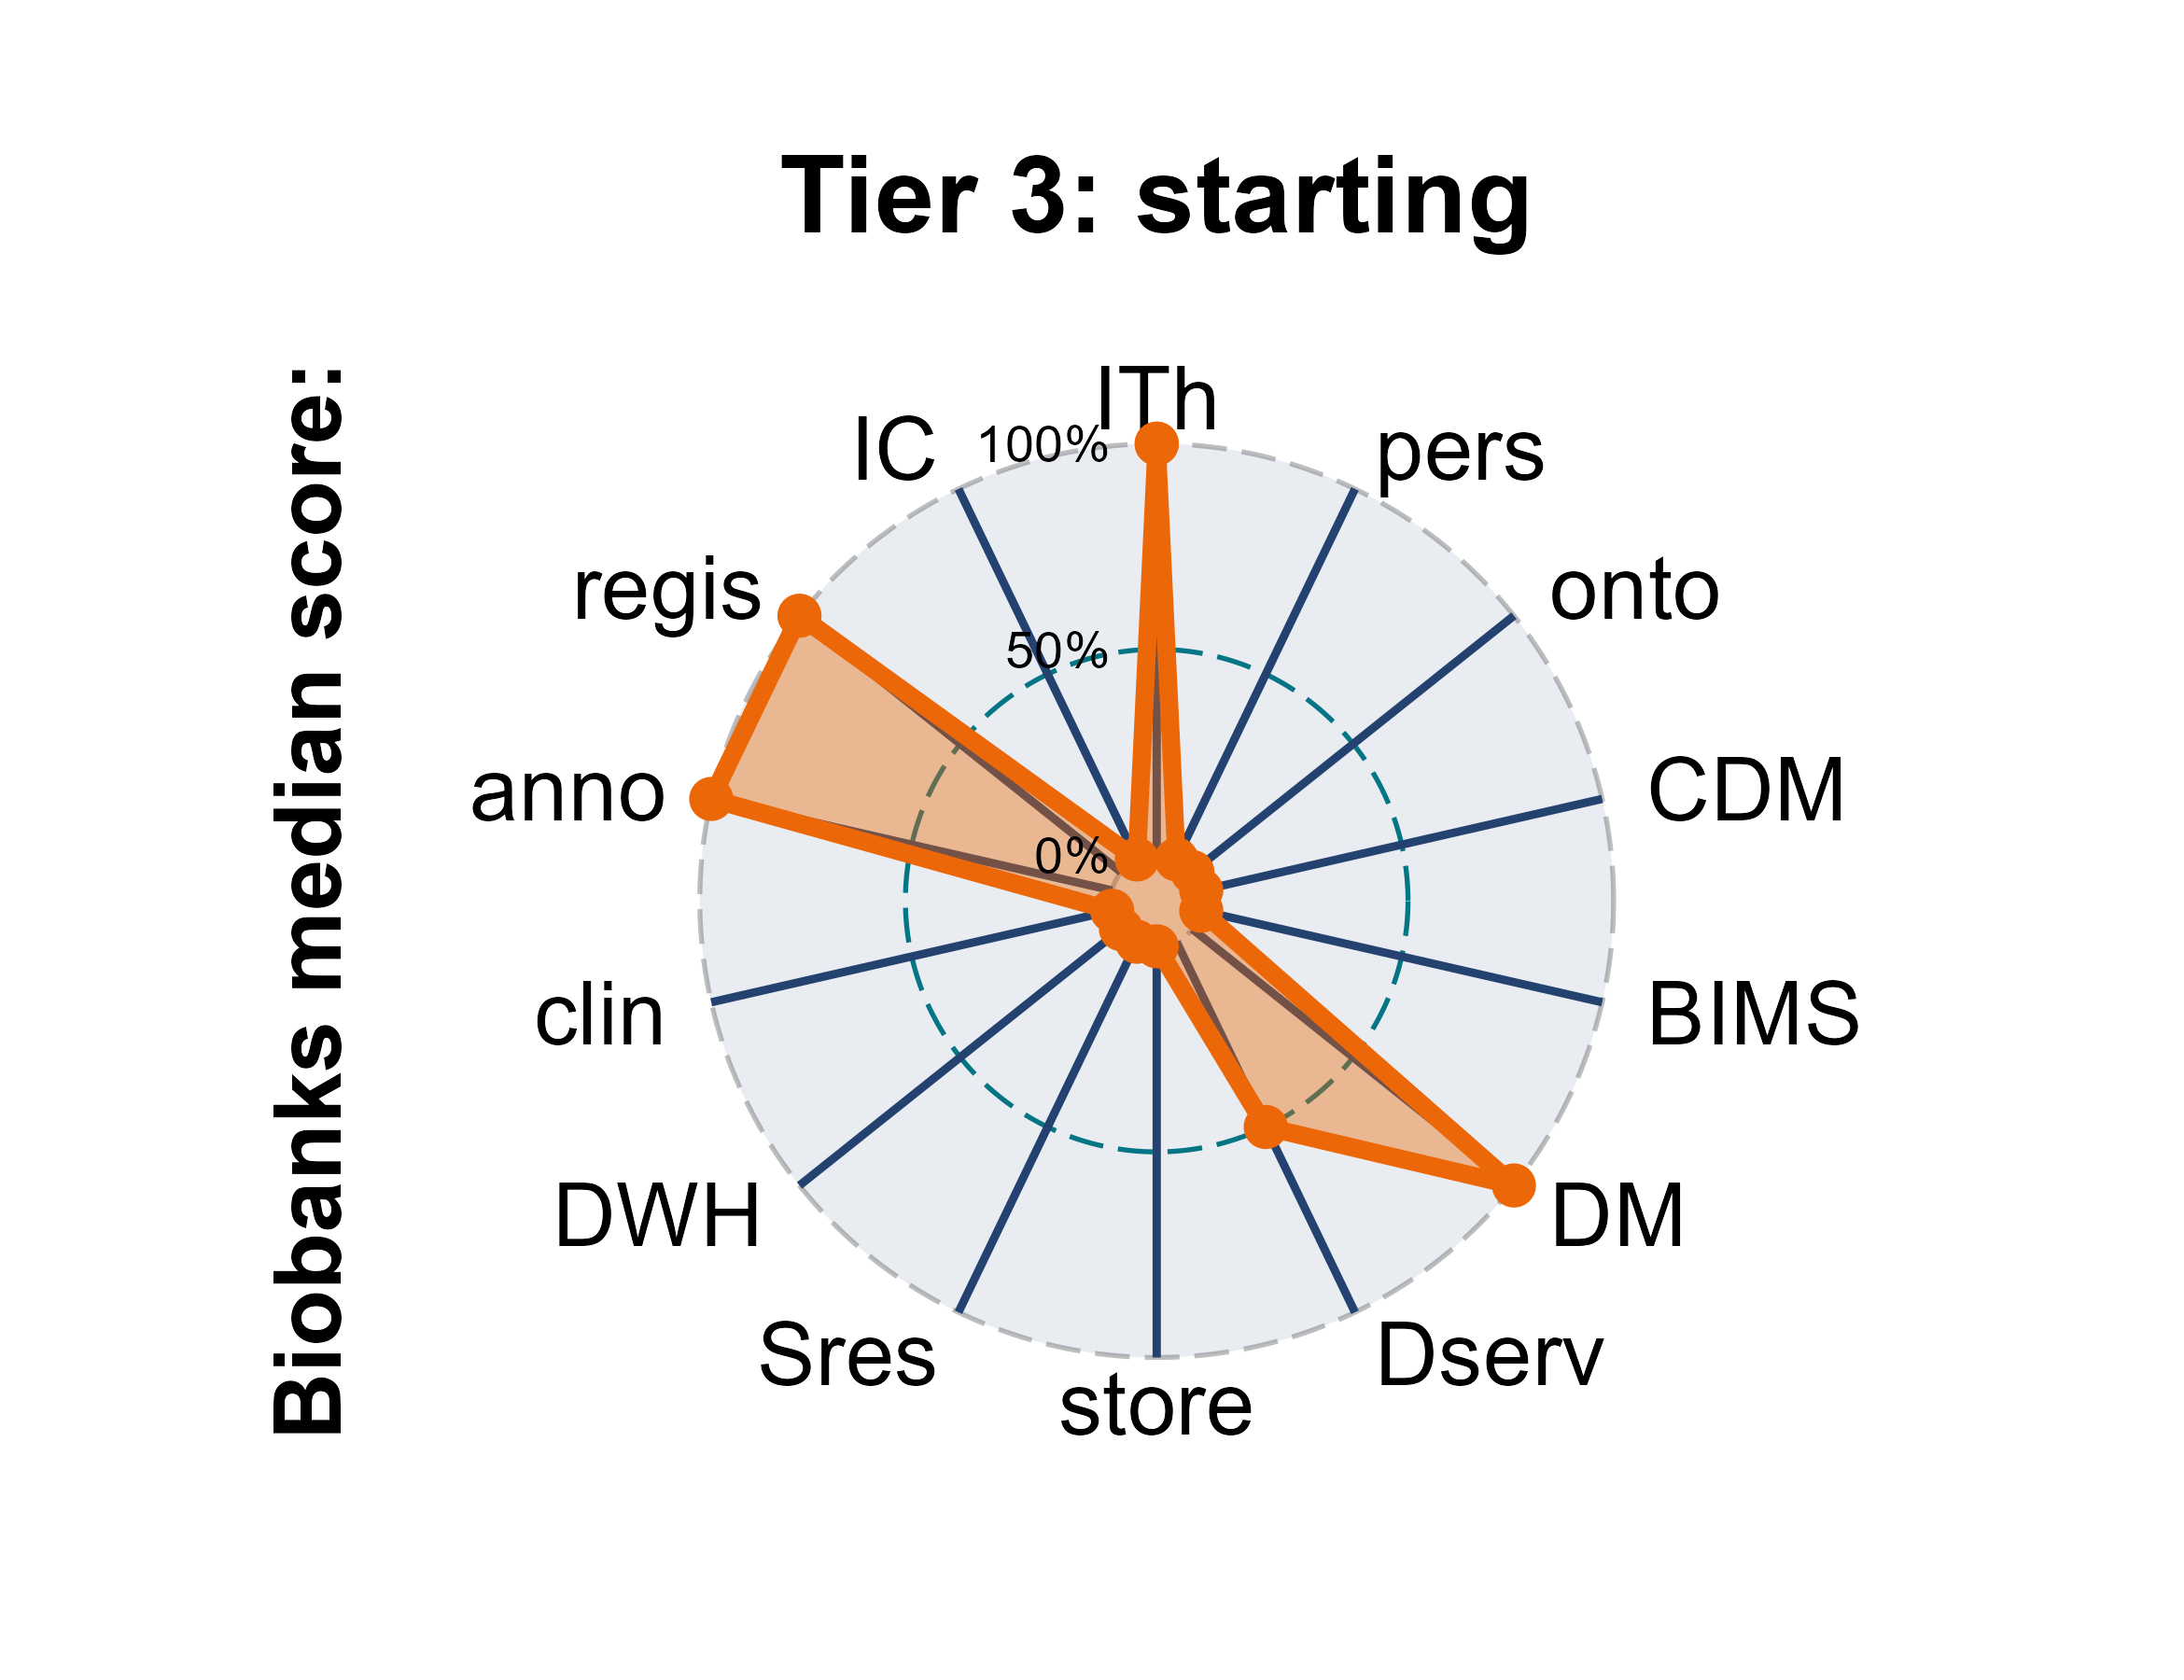 Tier 3: starting
Biobanks median score:
ITh
IC
100%
pers
regis
50%
onto
anno
0%
CDM
clin
BIMS
DWH
DM
Sres
Dserv
store